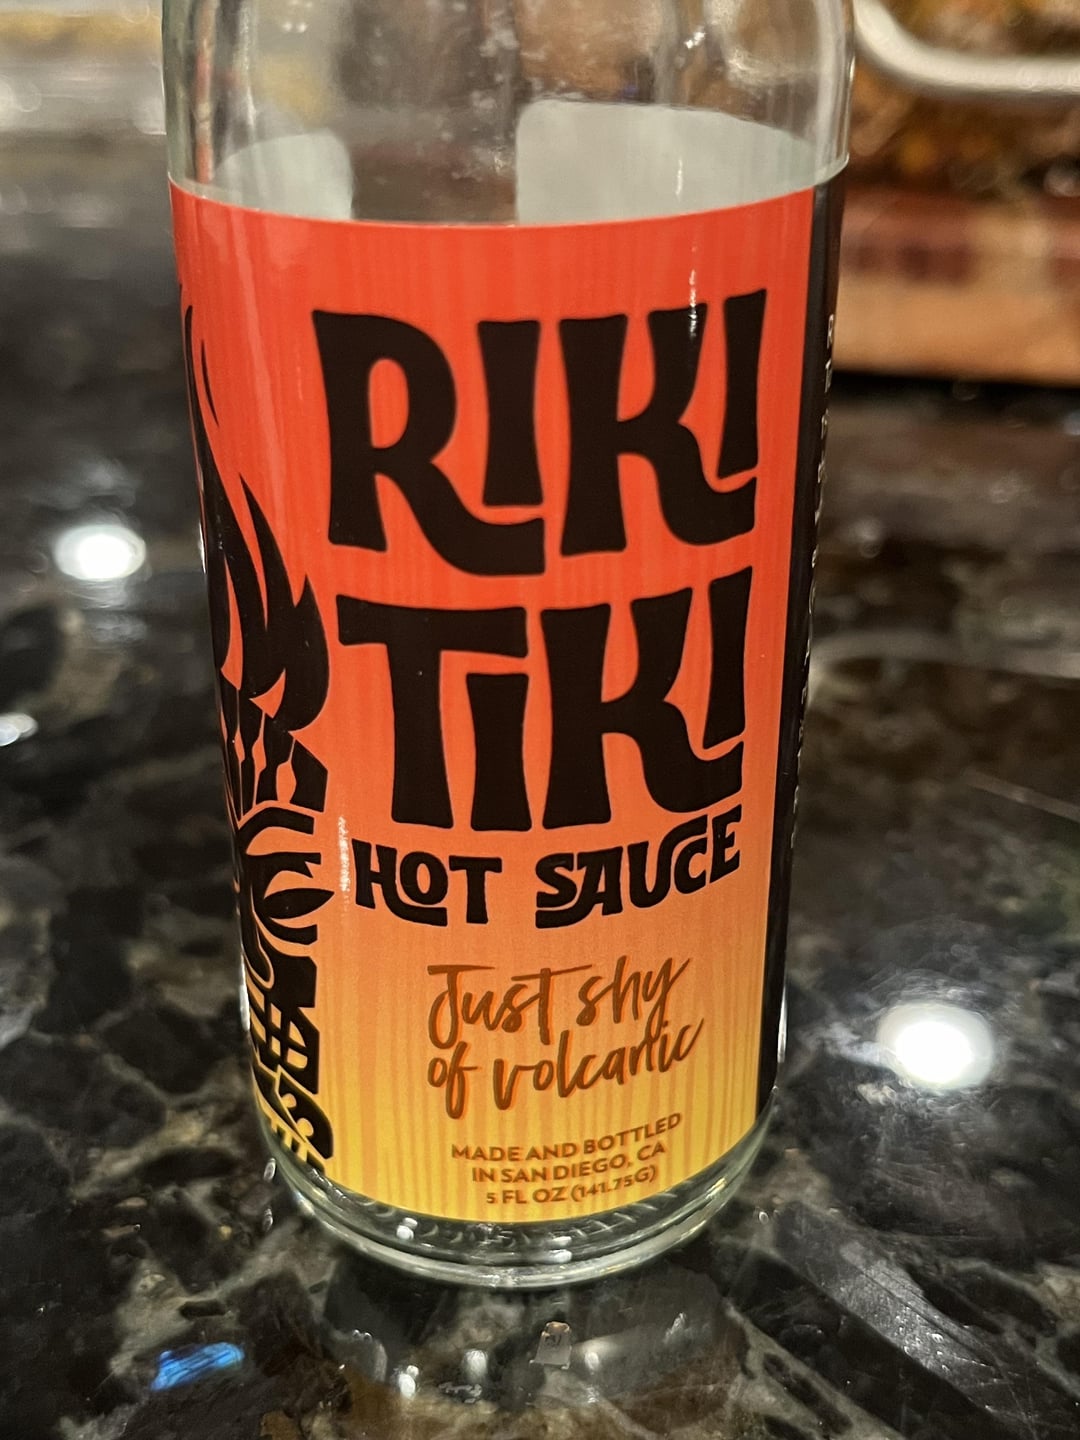 RIKI
TIKI
HOT SAUCE
Just shy
of volcanic
MADE AND BOTTLED
IN SAN DIEGO, CA
5 FL OZ (141.75G)